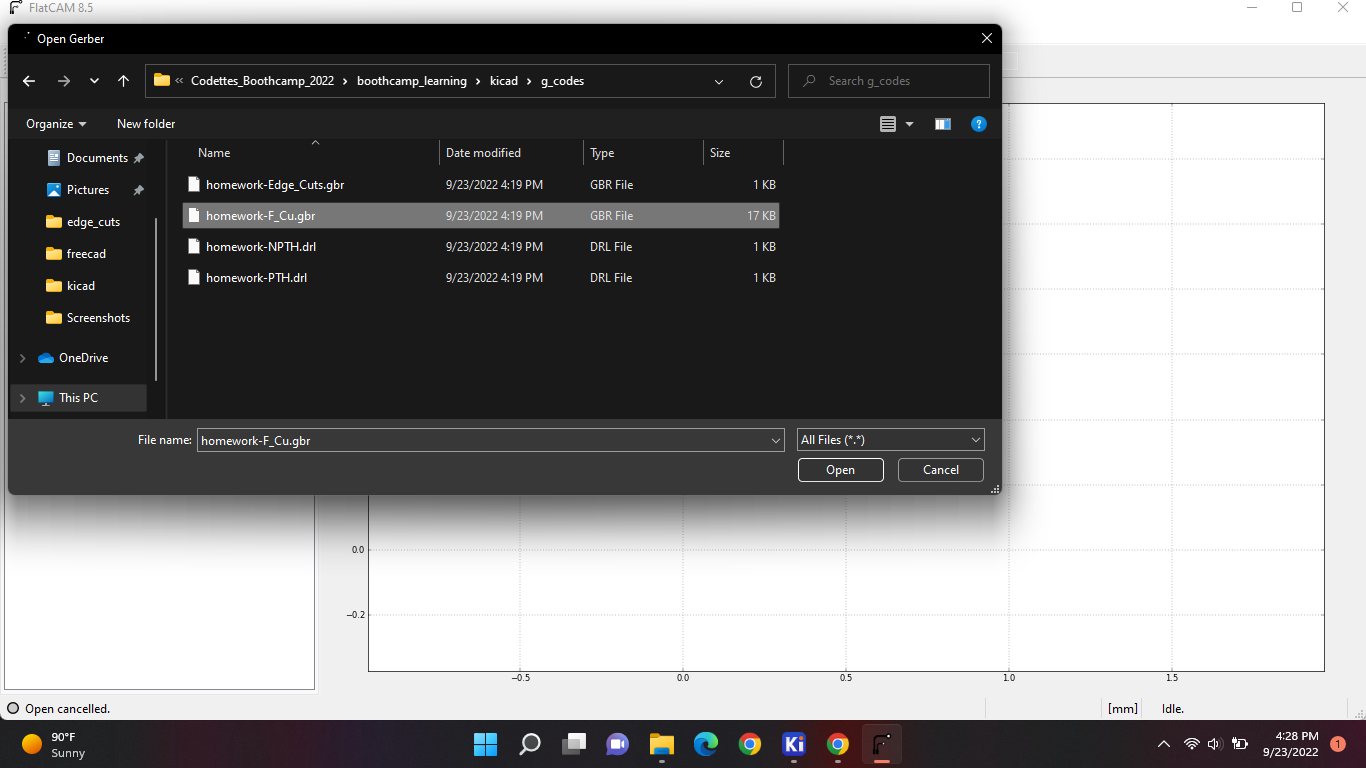 FlatCAM 8.5
Open Gerber
« Codettes_Boothcamp_2022 › boothcamp_learning › kicad › g_codes
Search g_codes
Organize
New folder
Name Date modified Type Size
Documents
Pictures
edge_cuts
freecad
kicad
Screenshots
OneDrive
This PC
homework-Edge_Cuts.gbr 9/23/2022 4:19 PM GBR File 1 KB
homework-F_Cu.gbr 9/23/2022 4:19 PM GBR File 17 KB
homework-NPTH.drl 9/23/2022 4:19 PM DRL File 1 KB
homework-PTH.drl 9/23/2022 4:19 PM DRL File 1 KB
File name: homework-F_Cu.gbr
All Files (*.*)
Open Cancel
0.0
−0.2
−0.5 0.0 0.5 1.0 1.5
Open cancelled. [mm] Idle.
90°F
Sunny
Ki
4:28 PM
9/23/2022
1